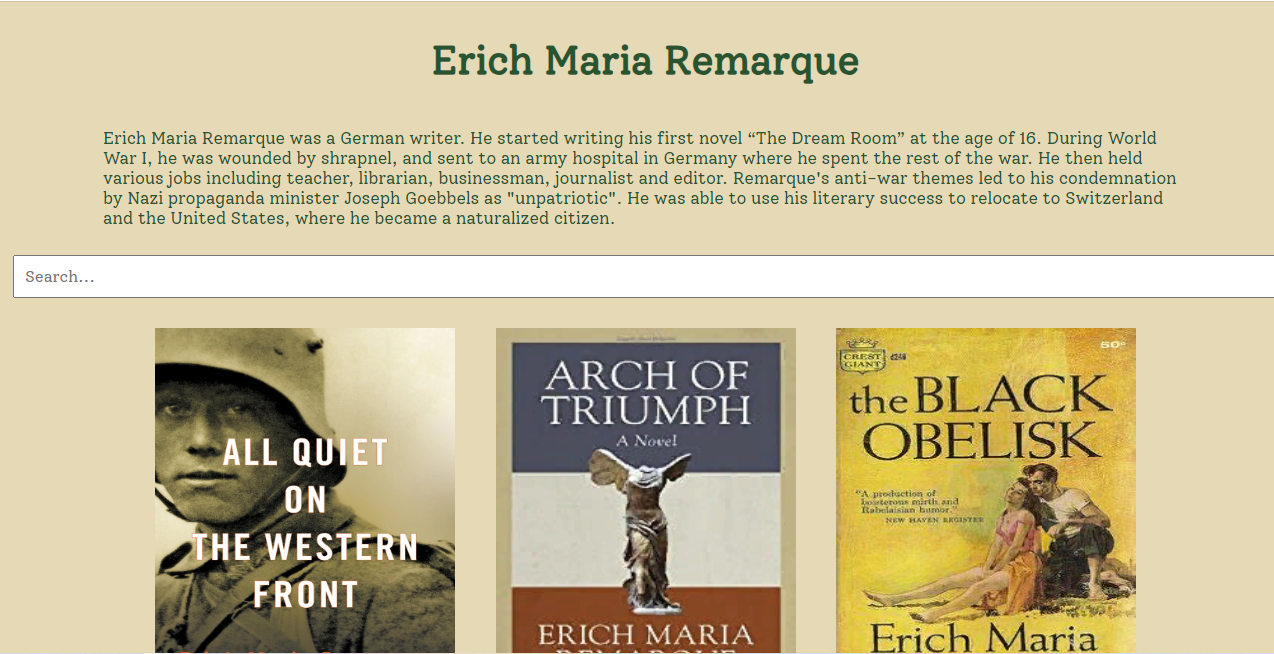 Erich Maria Remarque
Erich Maria Remarque was a German writer. He started writing his first novel “The Dream Room” at the age of 16. During World
War I, he was wounded by shrapnel, and sent to an army hospital in Germany where he spent the rest of the war. He then held
various jobs including teacher, librarian, businessman, journalist and editor. Remarque's anti-war themes led to his condemnation
by Nazi propaganda minister Joseph Goebbels as "unpatriotic". He was able to use his literary success to relocate to Switzerland
and the United States, where he became a naturalized citizen.
Search...
ALL QUIET
ON
THE WESTERN
FRONT
ARCH OF
TRIUMPH
A Novel
ERICH MARIA
REMARQUE
CREST
GIANT
50¢
the BLACK
OBELISK
"A production of
boisterous mirth and
Rabelaisian humor."
NEW HAVEN REGISTER
Erich Maria